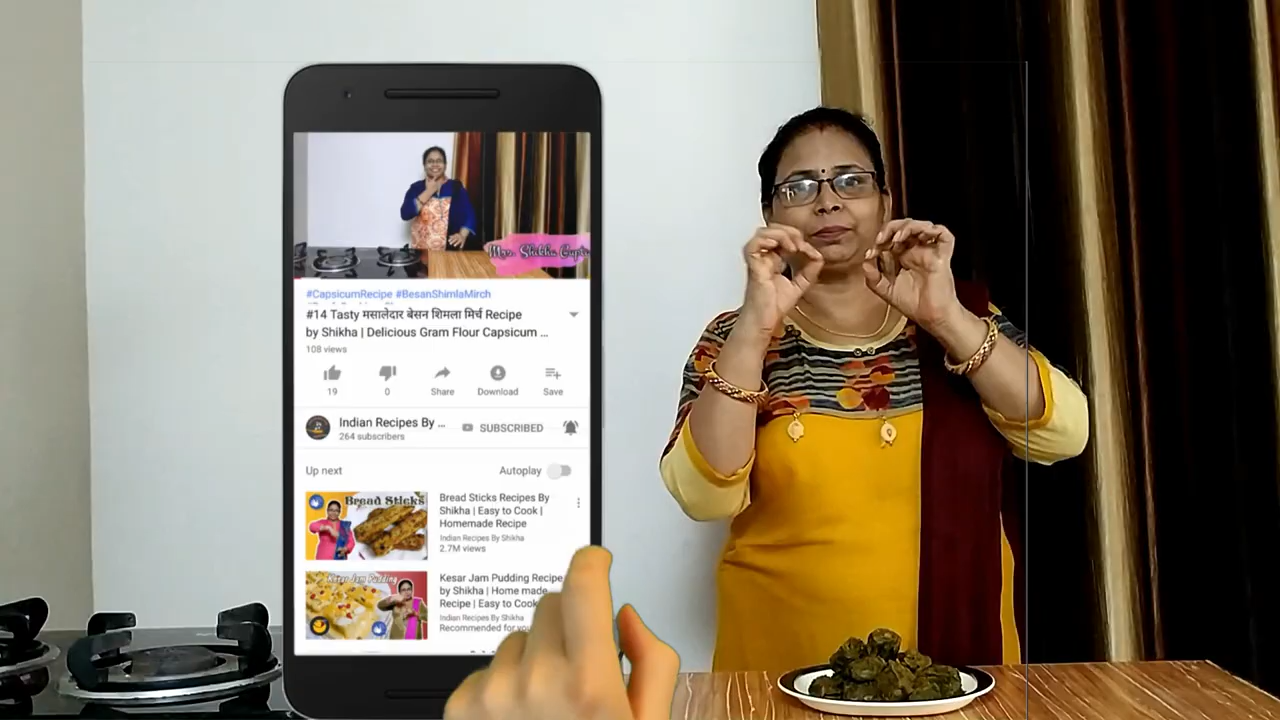 Mrs. Shikha Gupta
#CapsicumRecipe #BesanShimlaMirch
#14 Tasty मसालेदार बेसन शिमला मिर्च Recipe
by Shikha | Delicious Gram Flour Capsicum ...
108 views
19
0
Share
Download
Save
Indian Recipes By ...
SUBSCRIBED
264 subscribers
Up next
Autoplay
Bread Sticks
Bread Sticks Recipes By
Shikha | Easy to Cook |
Homemade Recipe
Indian Recipes By Shikha
2.7M views
Kesar Jam Pudding
Kesar Jam Pudding Recipe
by Shikha | Home made
Recipe | Easy to Cook
Indian Recipes By Shikha
Recommended for you